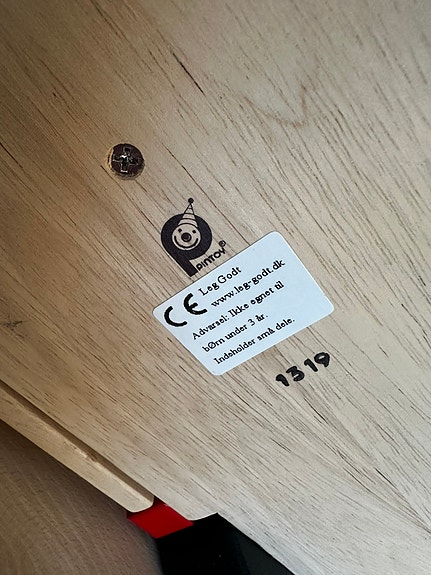 PINTOY®
CE
Leg Godt
www.leg-godt.dk
Advarsel: Ikke egnet til
børn under 3 år.
Indeholder små dele.
1319